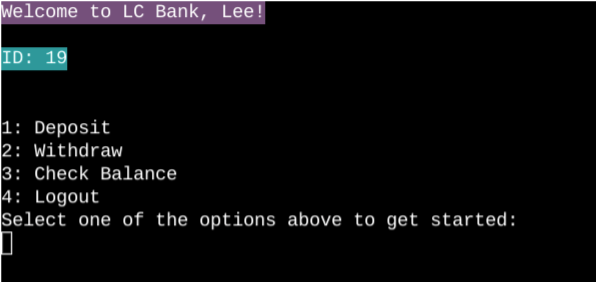 Welcome to LC Bank, Lee!
ID: 19
1: Deposit
2: Withdraw
3: Check Balance
4: Logout
Select one of the options above to get started: